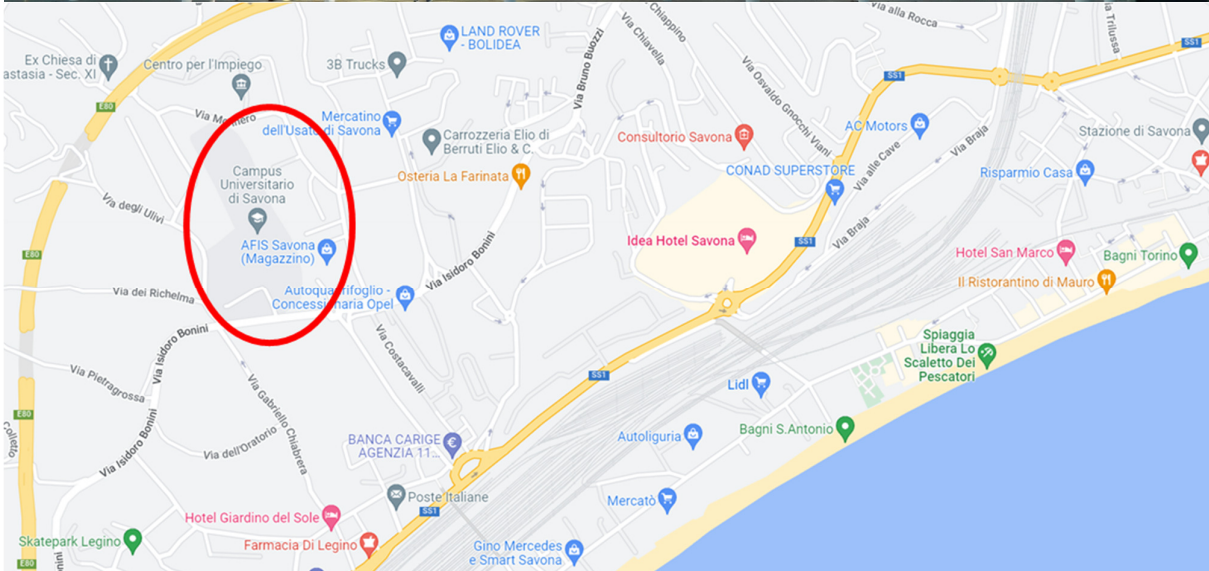 Via alla Rocca
Via Trilussa
LAND ROVER
- BOLIDEA
Via Chiavella
Via Chiappino
SS1
Ex Chiesa di
astasia - Sec. XI
Centro per l'Impiego
3B Trucks
Via Bruno Buozzi
Via Osvaldo Gnocchi Viani
SS1
E80
Via Molinero
Mercatino
dell'Usato di Savona
Carrozzeria Elio di
Berruti Elio & C.
Consultorio Savona
AC Motors
Via Braja
Stazione di Savona
Campus
Universitario
di Savona
Osteria La Farinata
CONAD SUPERSTORE
Via alle Cave
Risparmio Casa
Via degli Ulivi
AFIS Savona
(Magazzino)
Via Isidoro Bonini
Idea Hotel Savona
SS1
Via Braja
Hotel San Marco
Bagni Torino
E80
Il Ristorantino di Mauro
Via dei Richelma
Autoquadrifoglio -
Concessionaria Opel
Via Isidoro Bonini
Via Costacavalli
Spiaggia
Libera Lo
Scaletto Dei
Pescatori
Via Pietragrossa
Via Gabriello Chiabrera
SS1
Lidl
E80
Colletto
Via Isidoro Bonini
Via dell'Oratorio
BANCA CARIGE
AGENZIA 11...
Autoliguria
Bagni S.Antonio
Poste Italiane
SS1
Mercatò
Hotel Giardino del Sole
Skatepark Legino
Farmacia Di Legino
Gino Mercedes
e Smart Savona
E80
Bonini